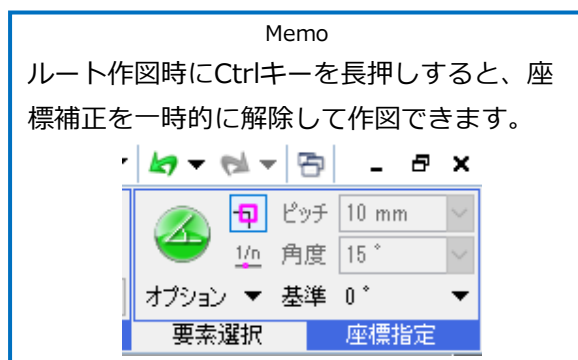 Memo
ルート作図時にCtrlキーを長押しすると、座
標補正を一時的に解除して作図できます。
ピッチ 10 mm
1/n 角度 15 °
オプション ▼ 基準 0 ° ▼
要素選択 座標指定